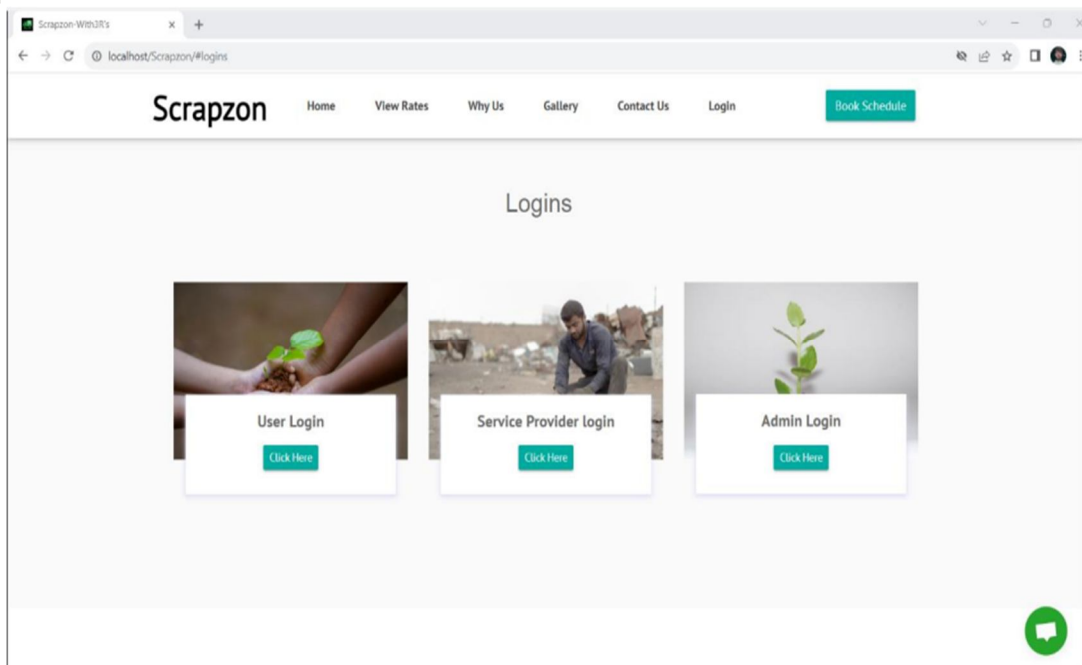 Scrapzon-With3R's
localhost/Scrapzon/#logins
Scrapzon Home View Rates Why Us Gallery Contact Us Login Book Schedule
Logins
User Login Service Provider login Admin Login
Click Here Click Here Click Here